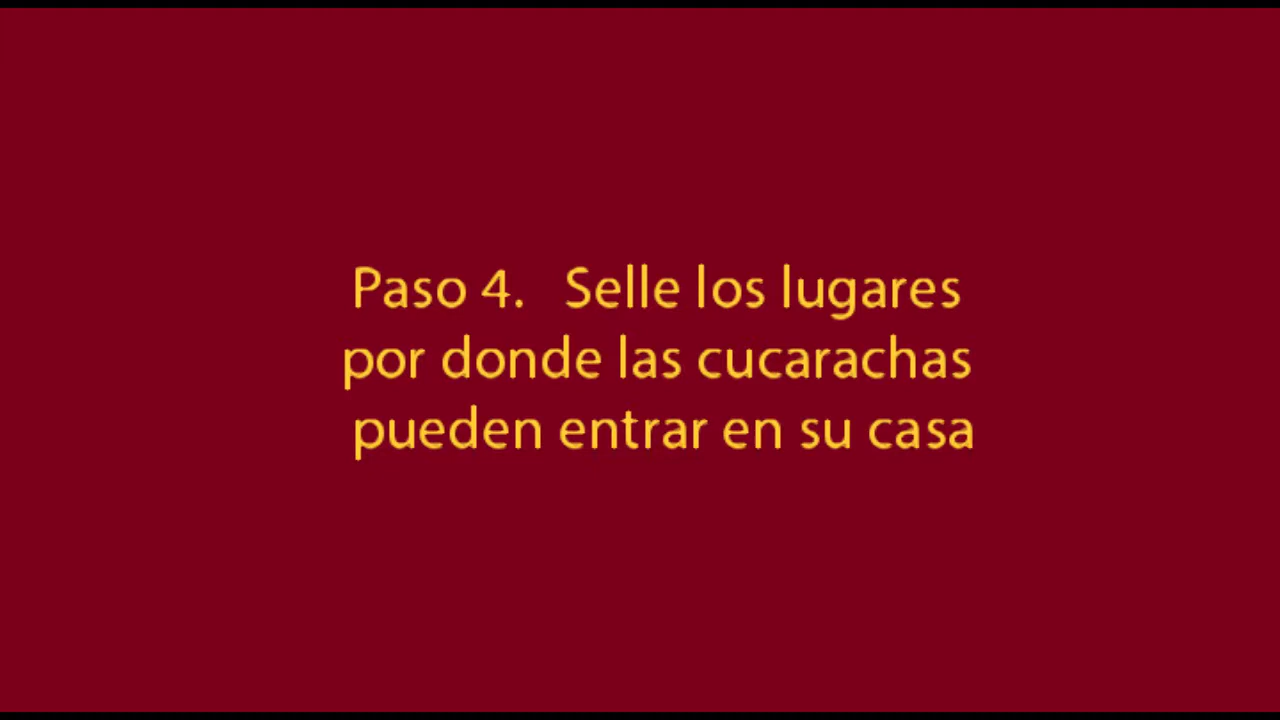 Paso 4. Selle los lugares
por donde las cucarachas
pueden entrar en su casa